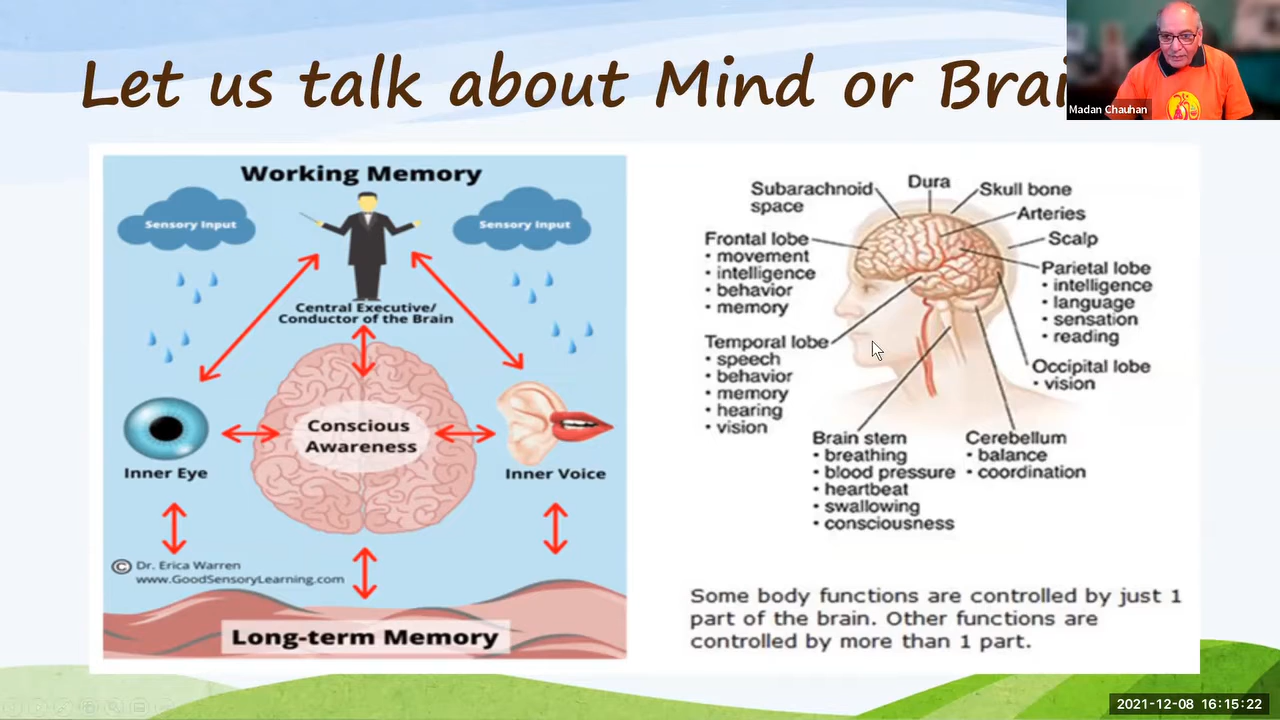 Let us talk about Mind or Brai
Madan Chauhan
Working Memory
Sensory Input
Sensory Input
Central Executive/
Conductor of the Brain
Conscious
Awareness
Inner Eye
Inner Voice
© Dr. Erica Warren
www.GoodSensoryLearning.com
Long-term Memory
Subarachnoid
space
Dura
Skull bone
Arteries
Scalp
Frontal lobe
• movement
• intelligence
• behavior
• memory
Parietal lobe
• intelligence
• language
• sensation
• reading
Temporal lobe
• speech
• behavior
• memory
• hearing
• vision
Occipital lobe
• vision
Brain stem
• breathing
• blood pressure
• heartbeat
• swallowing
• consciousness
Cerebellum
• balance
• coordination
Some body functions are controlled by just 1
part of the brain. Other functions are
controlled by more than 1 part.
2021-12-08 16:15:22